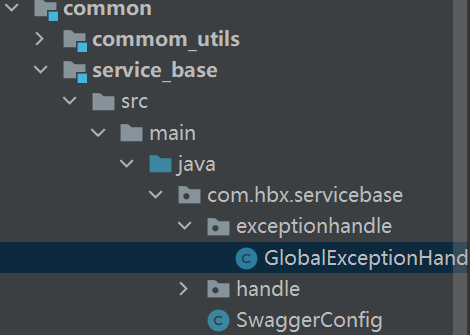 common
commom_utils
service_base
src
main
java
com.hbx.servicebase
exceptionhandle
GlobalExceptionHand
handle
SwaggerConfig